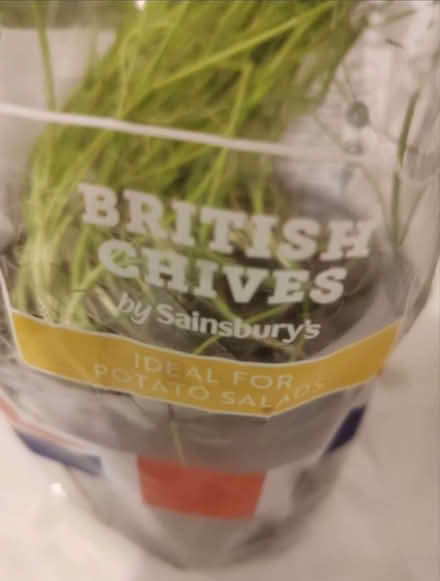 BRITISH
CHIVES
by Sainsbury's
IDEAL FOR
POTATO SALADS